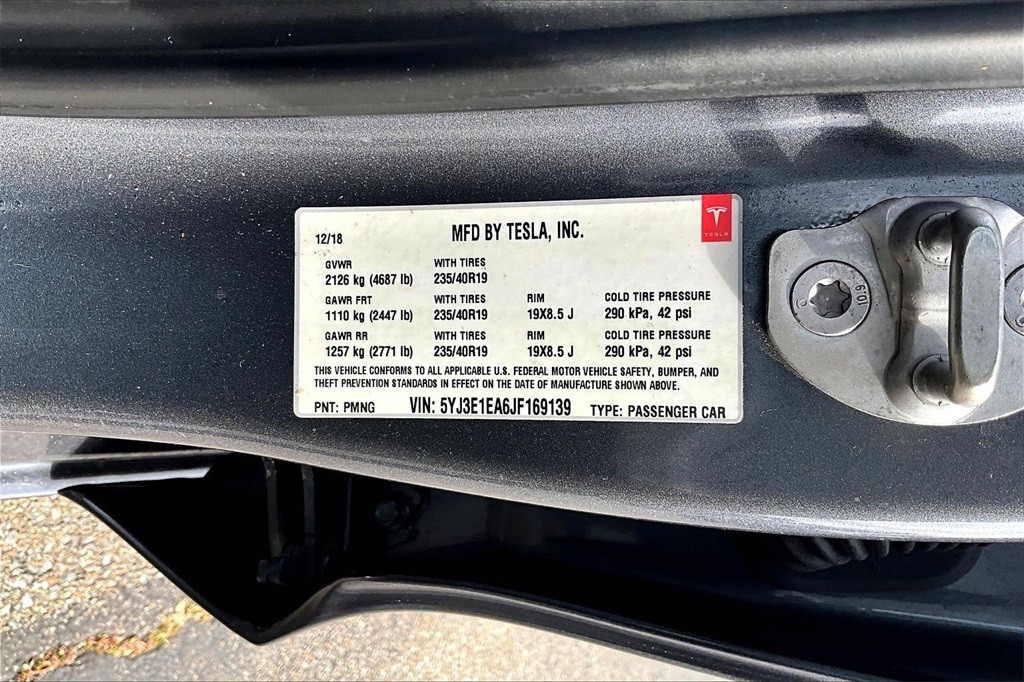 12/18 MFD BY TESLA, INC.
TESLA
GVWR WITH TIRES
2126 kg (4687 lb) 235/40R19
GAWR FRT WITH TIRES RIM COLD TIRE PRESSURE
1110 kg (2447 lb) 235/40R19 19X8.5 J 290 kPa, 42 psi
GAWR RR WITH TIRES RIM COLD TIRE PRESSURE
1257 kg (2771 lb) 235/40R19 19X8.5 J 290 kPa, 42 psi
THIS VEHICLE CONFORMS TO ALL APPLICABLE U.S. FEDERAL MOTOR VEHICLE SAFETY, BUMPER, AND
THEFT PREVENTION STANDARDS IN EFFECT ON THE DATE OF MANUFACTURE SHOWN ABOVE.
PNT: PMNG VIN: 5YJ3E1EA6JF169139 TYPE: PASSENGER CAR